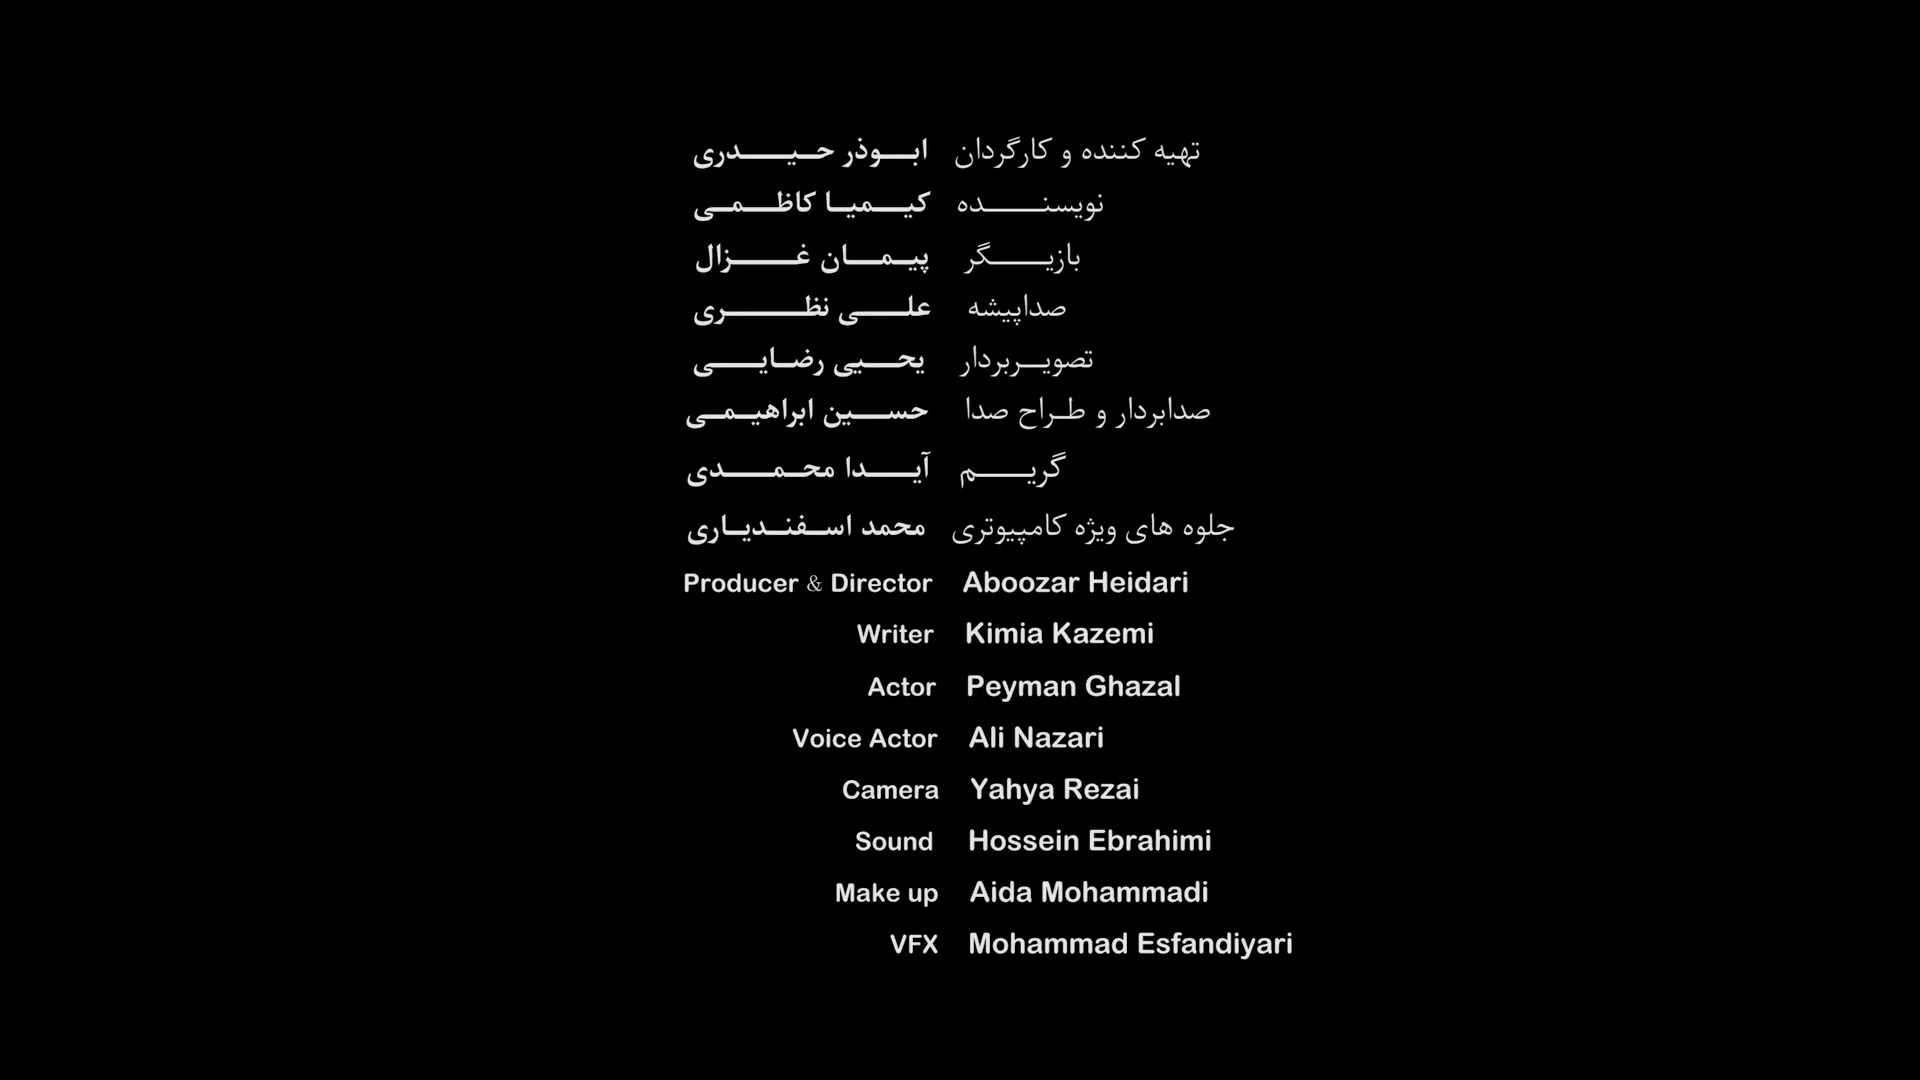 تهیه کننده و کارگردان ابوذر حیدری
نویسنده کیمیا کاظمی
بازیگر پیمان غزال
صداپیشه علی نظری
تصویربردار یحیی رضایی
صدابردار و طراح صدا حسین ابراهیمی
گریم آیدا محمدی
جلوه های ویژه کامپیوتری محمد اسفندیاری
Producer & Director Aboozar Heidari
Writer Kimia Kazemi
Actor Peyman Ghazal
Voice Actor Ali Nazari
Camera Yahya Rezai
Sound Hossein Ebrahimi
Make up Aida Mohammadi
VFX Mohammad Esfandiyari